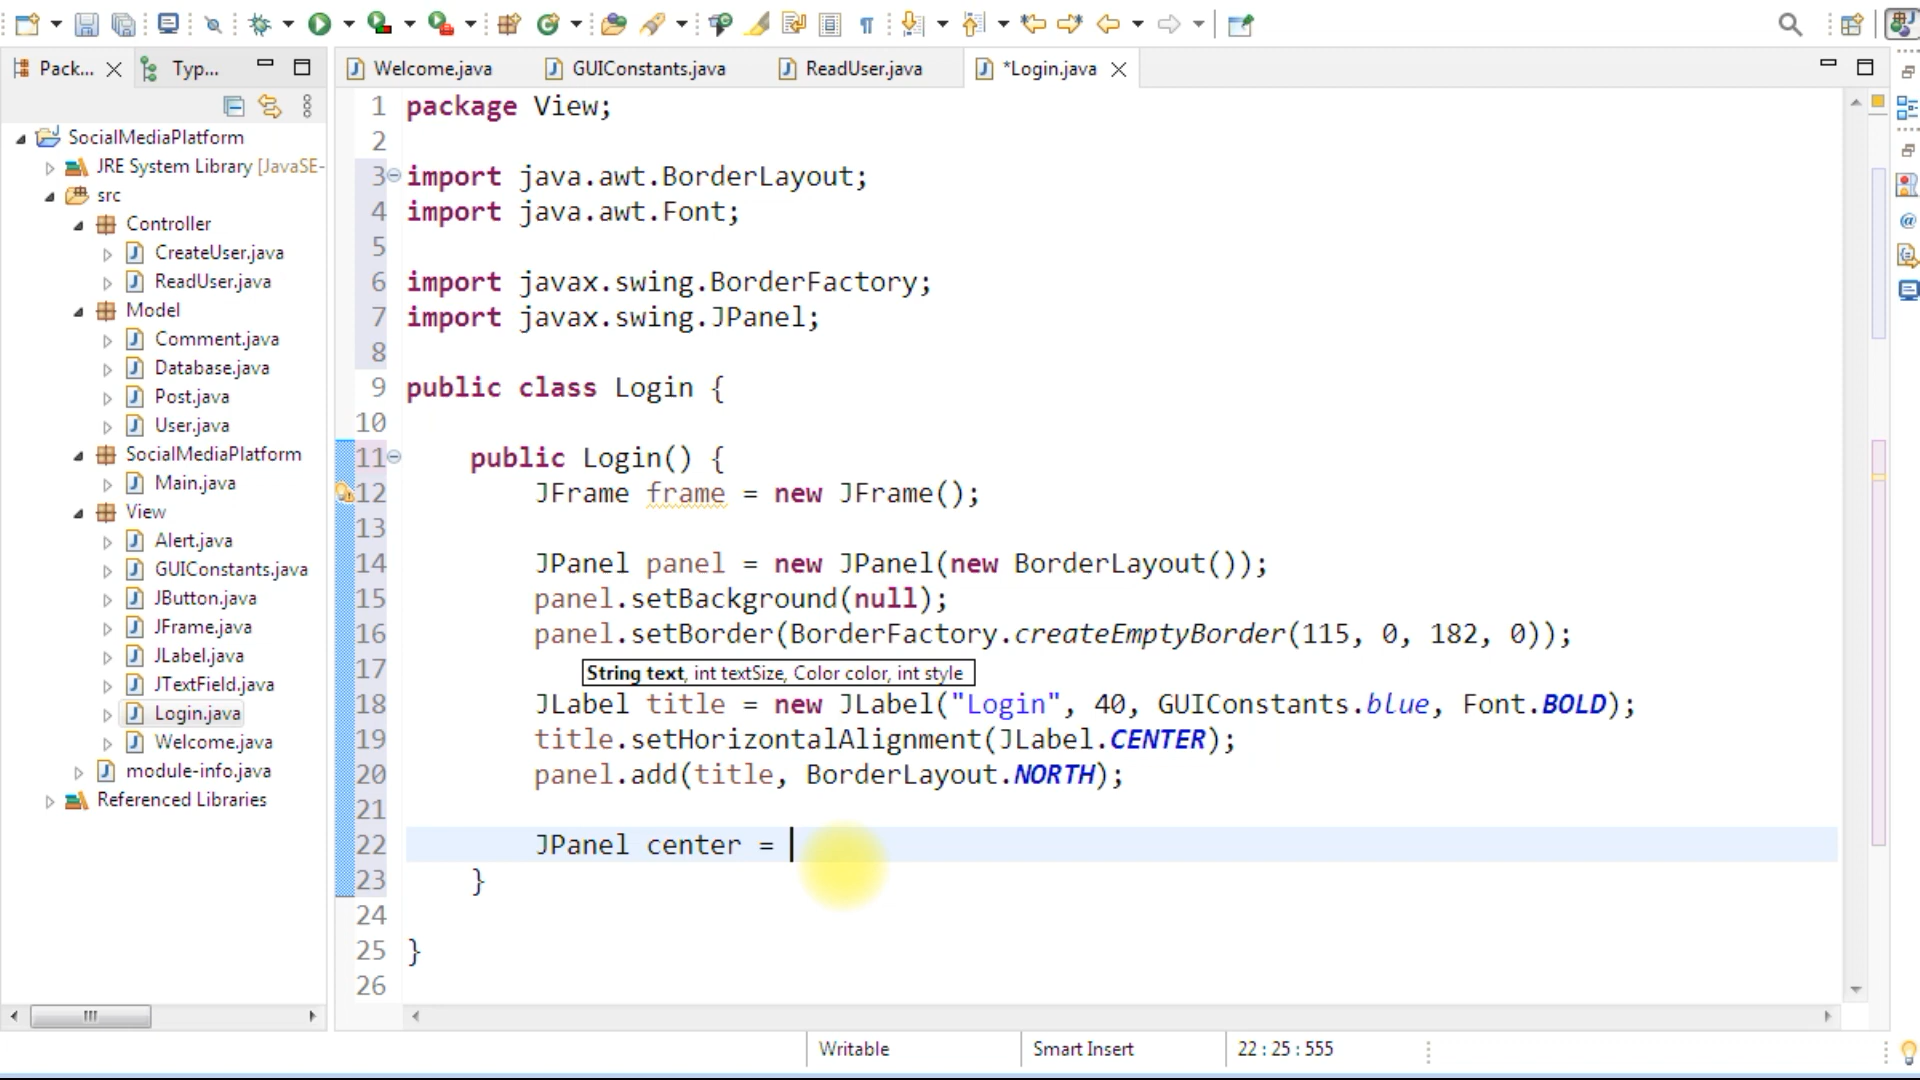 Pack...
Typ...
Welcome.java
GUIConstants.java
ReadUser.java
*Login.java
SocialMediaPlatform
JRE System Library [JavaSE-
src
Controller
CreateUser.java
ReadUser.java
Model
Comment.java
Database.java
Post.java
User.java
SocialMediaPlatform
Main.java
View
Alert.java
GUIConstants.java
JButton.java
JFrame.java
JLabel.java
JTextField.java
Login.java
Welcome.java
module-info.java
Referenced Libraries
1 package View;
2
3 import java.awt.BorderLayout;
4 import java.awt.Font;
5
6 import javax.swing.BorderFactory;
7 import javax.swing.JPanel;
8
9 public class Login {
10
11 public Login() {
12 JFrame frame = new JFrame();
13
14 JPanel panel = new JPanel(new BorderLayout());
15 panel.setBackground(null);
16 panel.setBorder(BorderFactory.createEmptyBorder(115, 0, 182, 0));
17 String text, int textSize, Color color, int style
18 JLabel title = new JLabel("Login", 40, GUIConstants.blue, Font.BOLD);
19 title.setHorizontalAlignment(JLabel.CENTER);
20 panel.add(title, BorderLayout.NORTH);
21
22 JPanel center =
23 }
24
25 }
26
Writable
Smart Insert
22 : 25 : 555